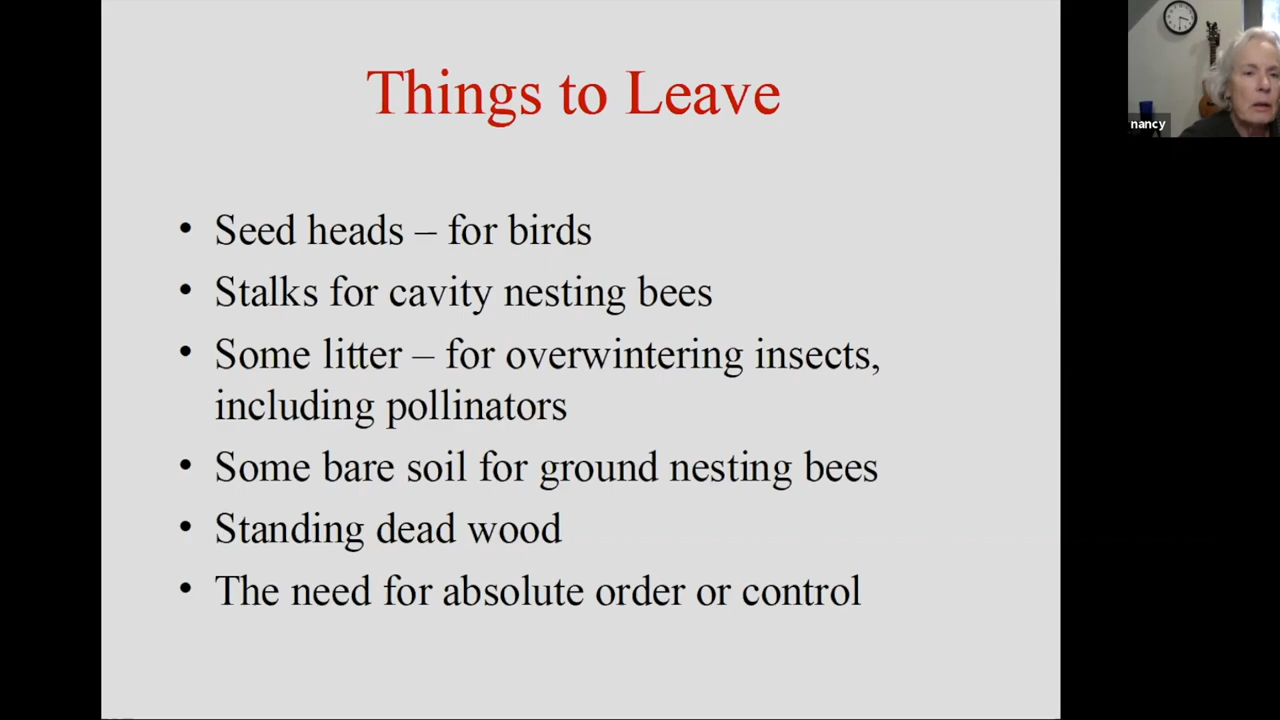 Things to Leave
• Seed heads – for birds
• Stalks for cavity nesting bees
• Some litter – for overwintering insects,
including pollinators
• Some bare soil for ground nesting bees
• Standing dead wood
• The need for absolute order or control
nancy